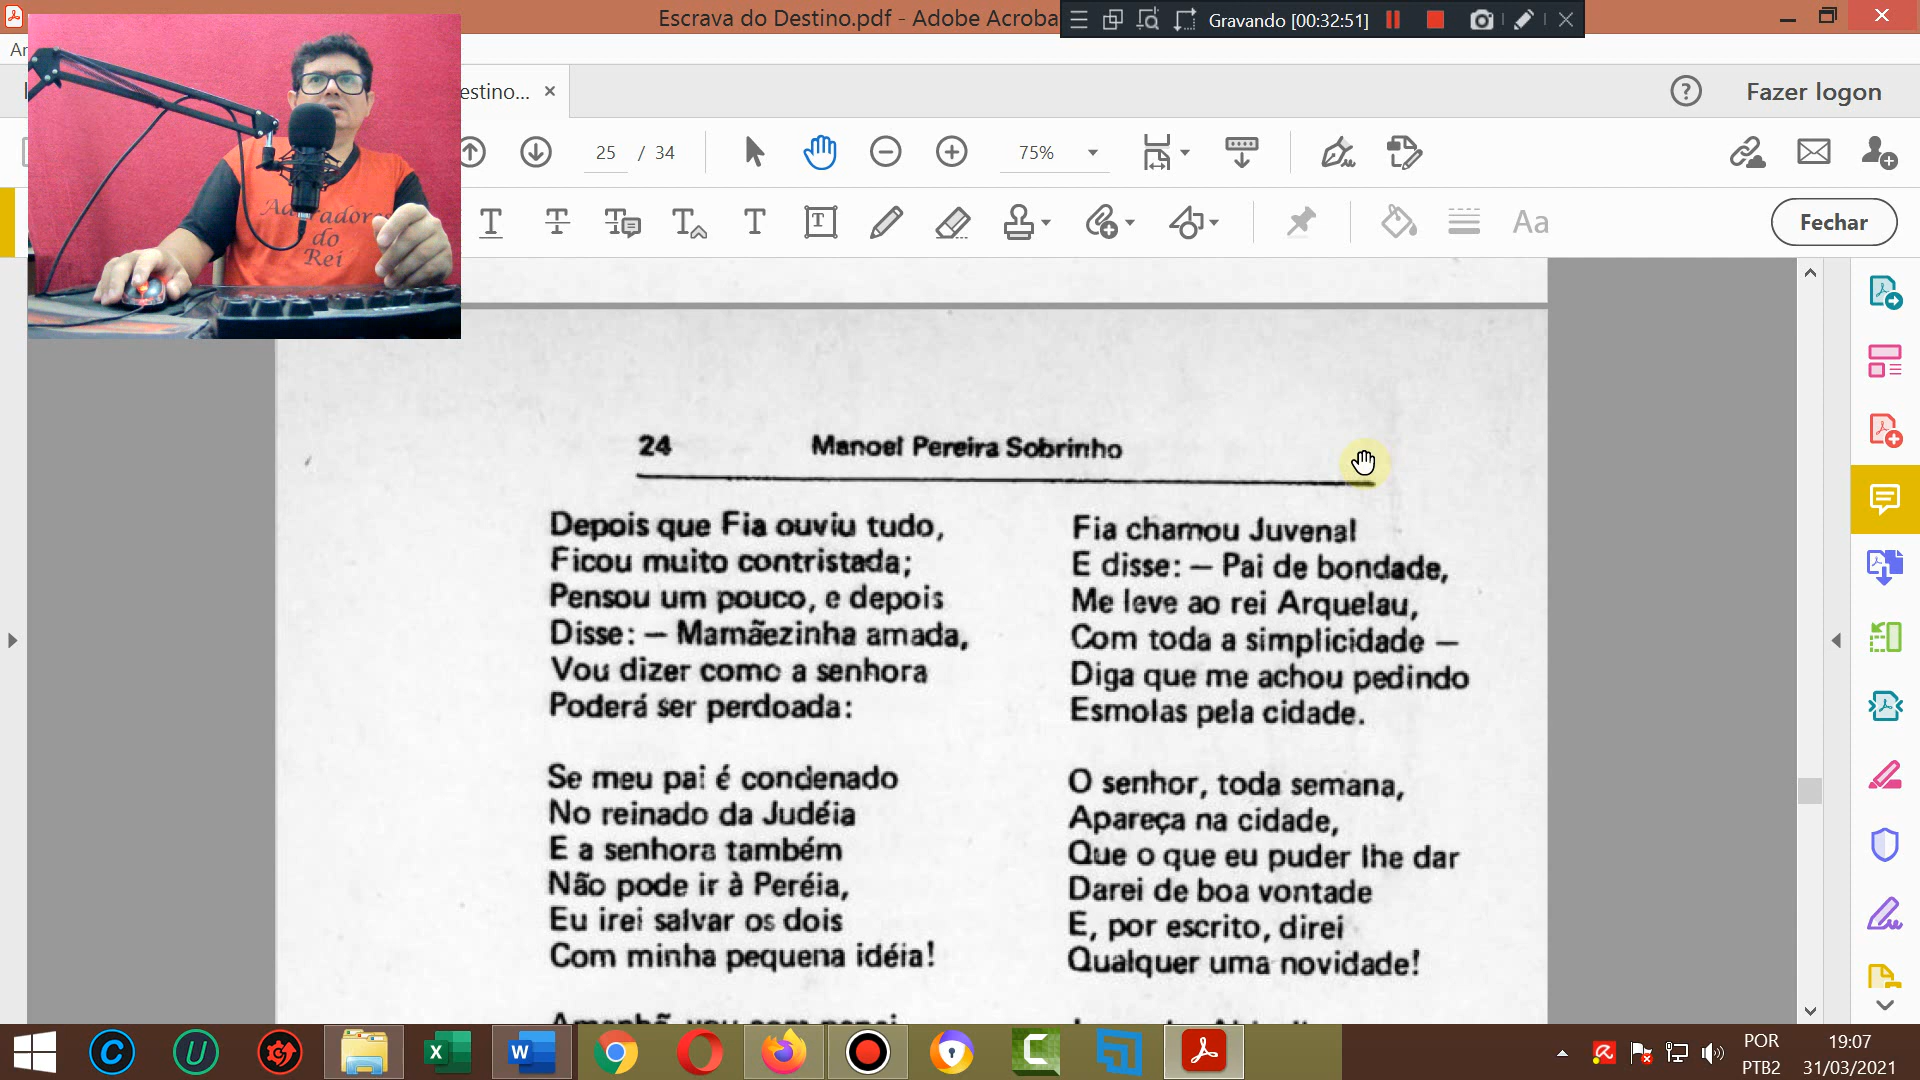 Escrava do Destino.pdf - Adobe Acroba
Gravando [00:32:51]
estino...
Fazer logon
25 / 34
75%
Fechar
Adoradores
do
Rei
24 Manoel Pereira Sobrinho
Depois que Fia ouviu tudo,
Ficou muito contristada;
Pensou um pouco, e depois
Disse: — Mamãezinha amada,
Vou dizer como a senhora
Poderá ser perdoada:
Se meu pai é condenado
No reinado da Judéia
E a senhora também
Não pode ir à Peréia,
Eu irei salvar os dois
Com minha pequena idéia!
Fia chamou Juvenal
E disse: — Pai de bondade,
Me leve ao rei Arquelau,
Com toda a simplicidade —
Diga que me achou pedindo
Esmolas pela cidade.
O senhor, toda semana,
Apareça na cidade,
Que o que eu puder lhe dar
Darei de boa vontade
E, por escrito, direi
Qualquer uma novidade!
POR
PTB2
19:07
31/03/2021